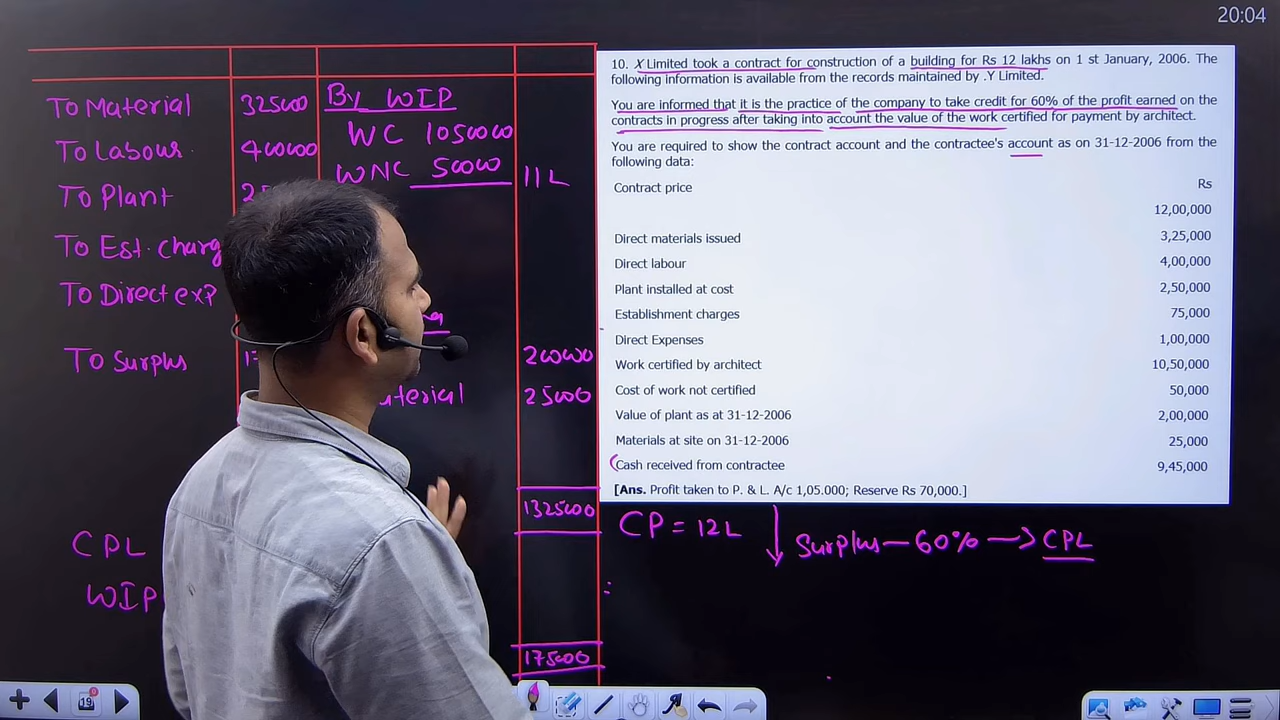 20:04
To Material 325000 By WIP
WC 1050000
To Labour 400000
WNC 50000 11L
To Plant
To Est. charg
To Direct exp
To Surplus 200000
aterial 25000
1325000
CPL
WIP
175000
10. X Limited took a contract for construction of a building for Rs 12 lakhs on 1 st January, 2006. The
following information is available from the records maintained by .Y Limited.
You are informed that it is the practice of the company to take credit for 60% of the profit earned on the
contracts in progress after taking into account the value of the work certified for payment by architect.
You are required to show the contract account and the contractee's account as on 31-12-2006 from the
following data:
Contract price Rs
12,00,000
Direct materials issued 3,25,000
Direct labour 4,00,000
Plant installed at cost 2,50,000
Establishment charges 75,000
Direct Expenses 1,00,000
Work certified by architect 10,50,000
Cost of work not certified 50,000
Value of plant as at 31-12-2006 2,00,000
Materials at site on 31-12-2006 25,000
Cash received from contractee 9,45,000
[Ans. Profit taken to P. & L. A/c 1,05.000; Reserve Rs 70,000.]
CP = 12L Surplus — 60% → CPL
19